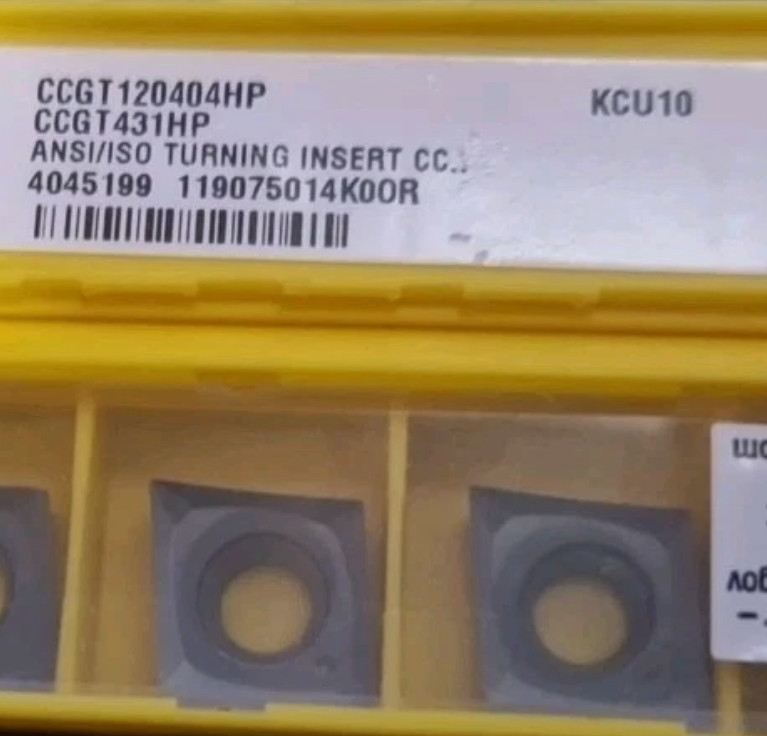 CCGT120404HP KCU10
CCGT431HP
ANSI/ISO TURNING INSERT CC..
4045199 119075014K00R